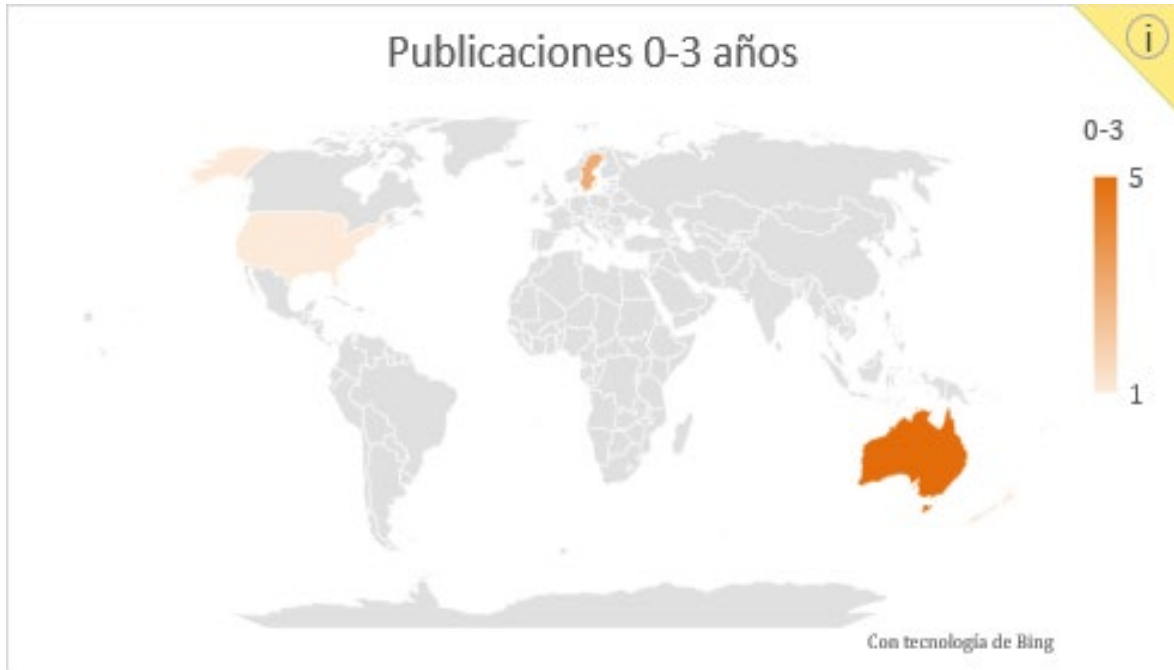 Publicaciones 0-3 años
i
0-3
5
1
Con tecnología de Bing